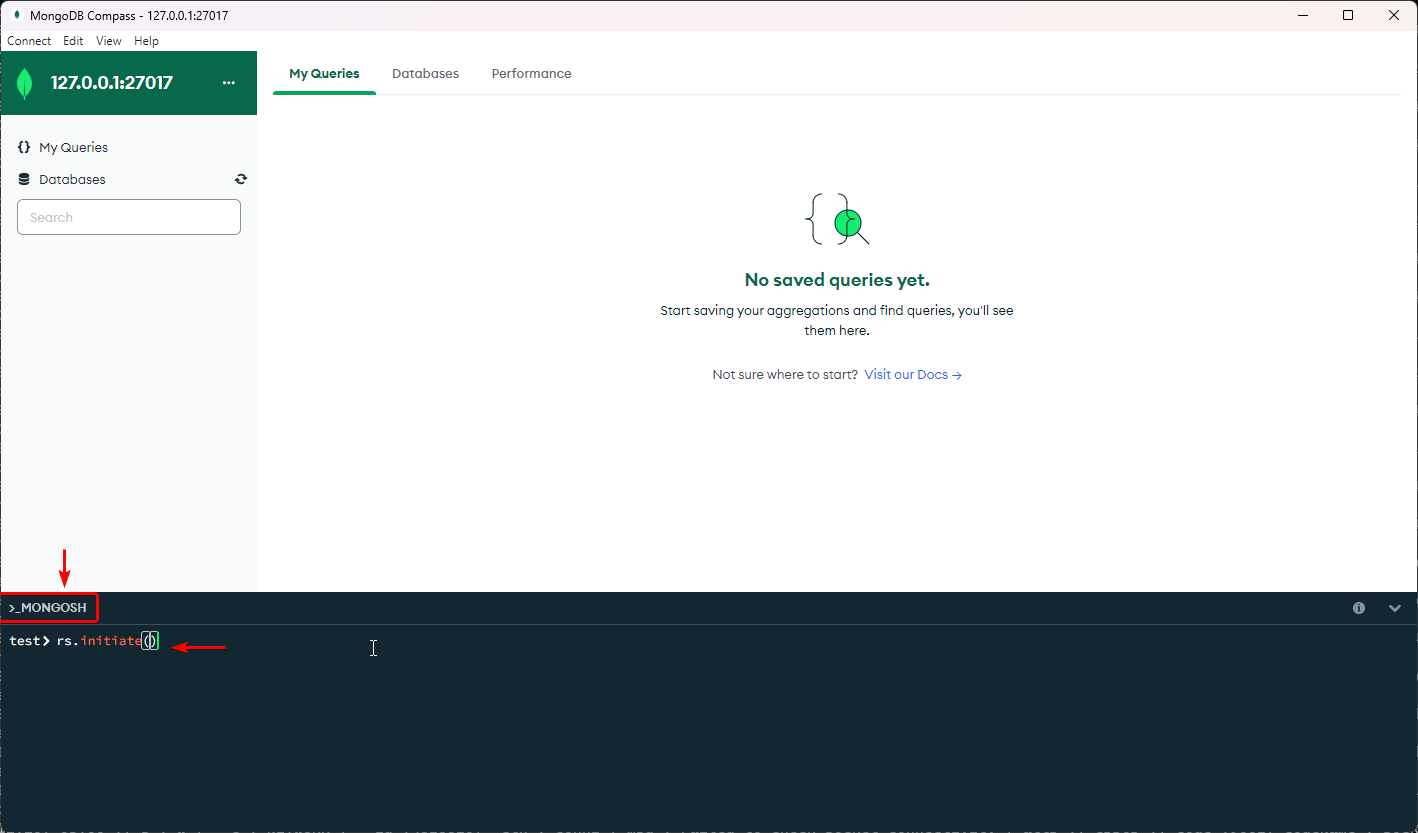 MongoDB Compass - 127.0.0.1:27017
Connect Edit View Help
127.0.0.1:27017 ...
My Queries
Databases
Search
My Queries Databases Performance
No saved queries yet.
Start saving your aggregations and find queries, you'll see
them here.
Not sure where to start? Visit our Docs →
>_MONGOSH
test> rs.initiate()